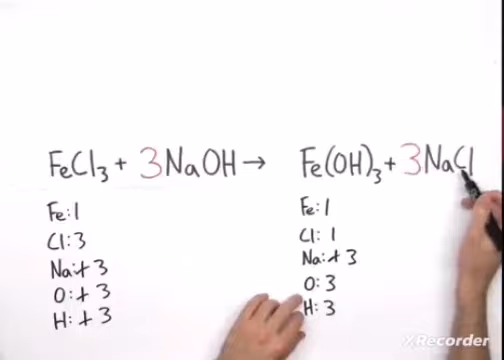 FeCl₃ + 3NaOH → Fe(OH)₃ + 3NaCl
Fe: 1
Cl: 3
Na: 1 3
O: 1 3
H: 1 3
Fe: 1
Cl: 1
Na: 1 3
O: 3
H: 3
XRecorder